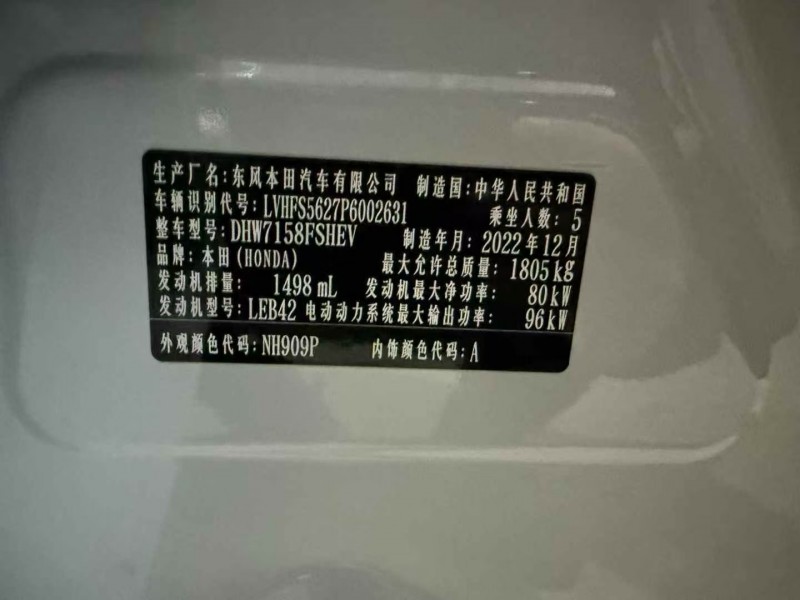 生产厂名:东风本田汽车有限公司 制造国:中华人民共和国
车辆识别代号:LVHFS5627P6002631 乘坐人数:5
整车型号:DHW7158FSHEV 制造年月:2022年12月
品牌:本田(HONDA) 最大允许总质量:1805kg
发动机排量:1498mL 发动机最大净功率:80kW
发动机型号:LEB42 电动动力系统最大输出功率:96kW
外观颜色代码:NH909P 内饰颜色代码:A